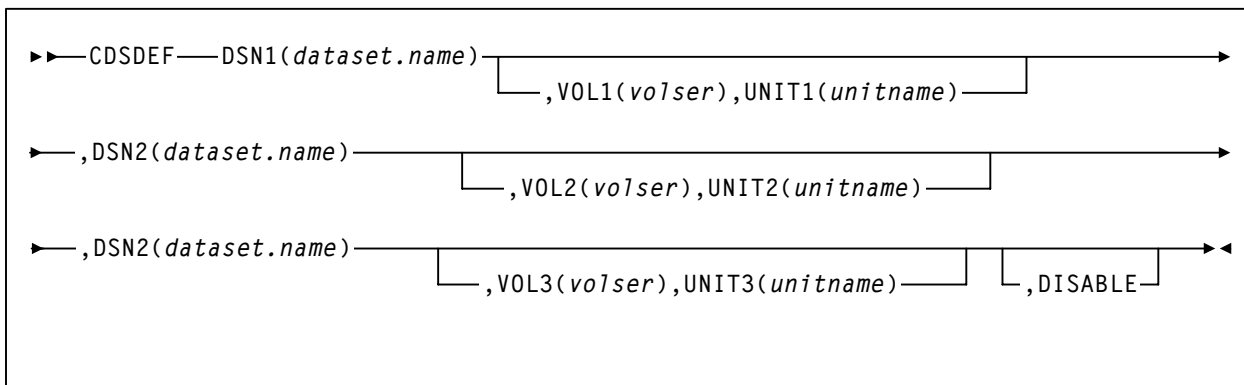 CDSDEF DSN1(dataset.name)
,VOL1(volser),UNIT1(unitname)
,DSN2(dataset.name)
,VOL2(volser),UNIT2(unitname)
,DSN2(dataset.name)
,VOL3(volser),UNIT3(unitname) ,DISABLE